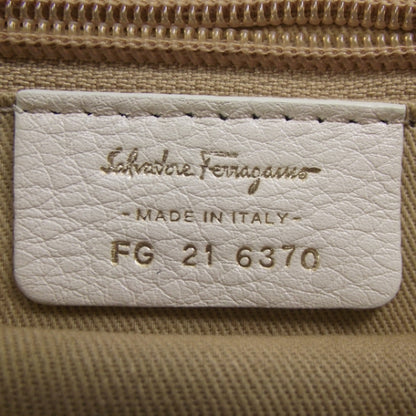 Salvatore Ferragamo
- MADE IN ITALY -
FG 21 6370